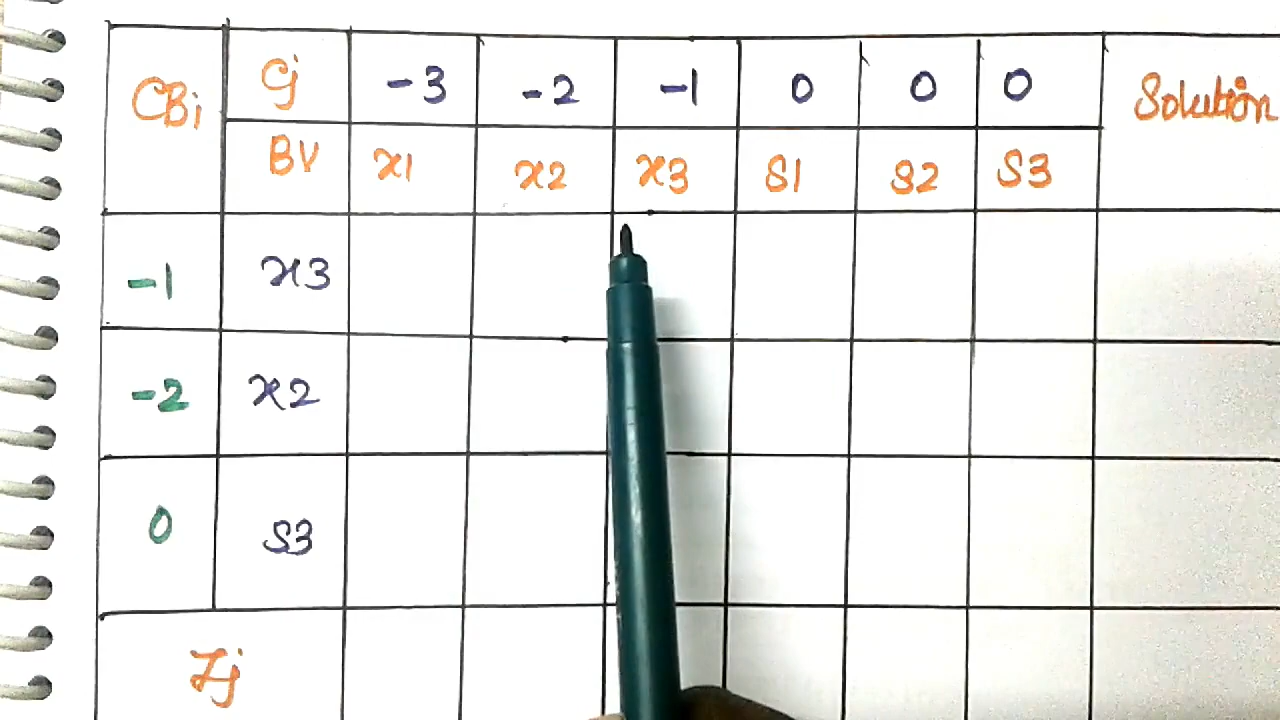 CBi Cj -3 -2 -1 0 0 0 Solution
BV x1 x2 x3 S1 S2 S3
-1 x3
-2 x2
0 S3
Zj